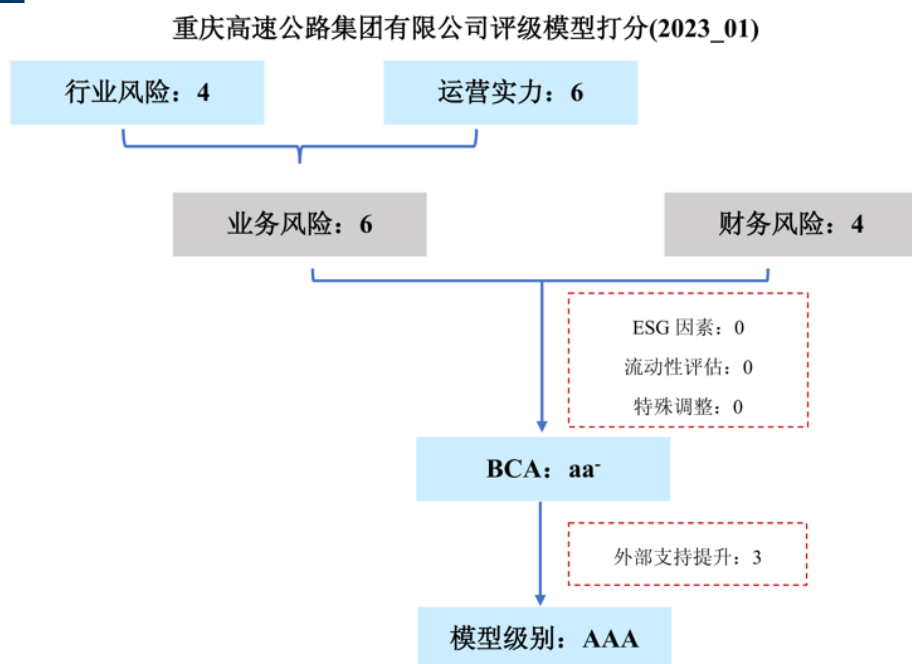 重庆高速公路集团有限公司评级模型打分(2023_01)
行业风险：4
运营实力：6
业务风险：6
财务风险：4
ESG 因素：0
流动性评估：0
特殊调整：0
BCA：aa-
外部支持提升：3
模型级别：AAA